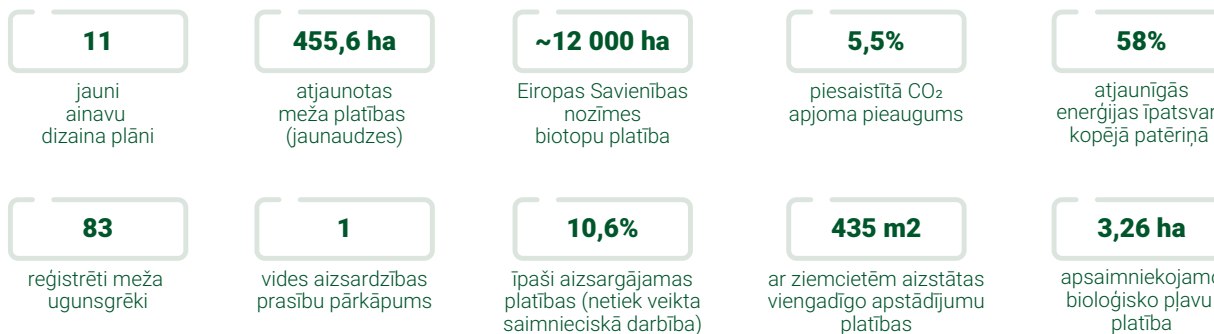 11
jauni
ainavu
dizaina plāni
455,6 ha
atjaunotas
meža platības
(jaunaudzes)
~12 000 ha
Eiropas Savienības
nozīmes
biotopu platība
5,5%
piesaistītā CO₂
apjoma pieaugums
58%
atjaunīgās
enerģijas īpatsvar
kopējā patēriņā
83
reģistrēti meža
ugunsgrēki
1
vides aizsardzības
prasību pārkāpums
10,6%
īpaši aizsargājamas
platības (netiek veikta
saimnieciskā darbība)
435 m2
ar ziemcietēm aizstātas
viengadīgo apstādījumu
platības
3,26 ha
apsaimniekojamo
bioloģisko pļavu
platība